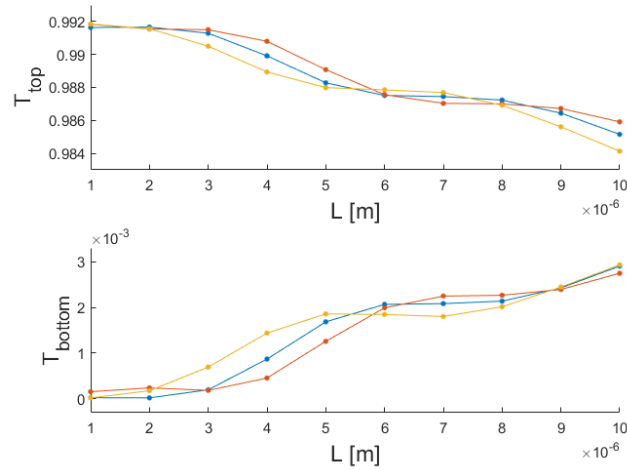 0.992
0.99
0.988
0.986
0.984
T_top
1 2 3 4 5 6 7 8 9 10
L [m]
×10^-6
×10^-3
3
2
1
0
T_bottom
1 2 3 4 5 6 7 8 9 10
L [m]
×10^-6